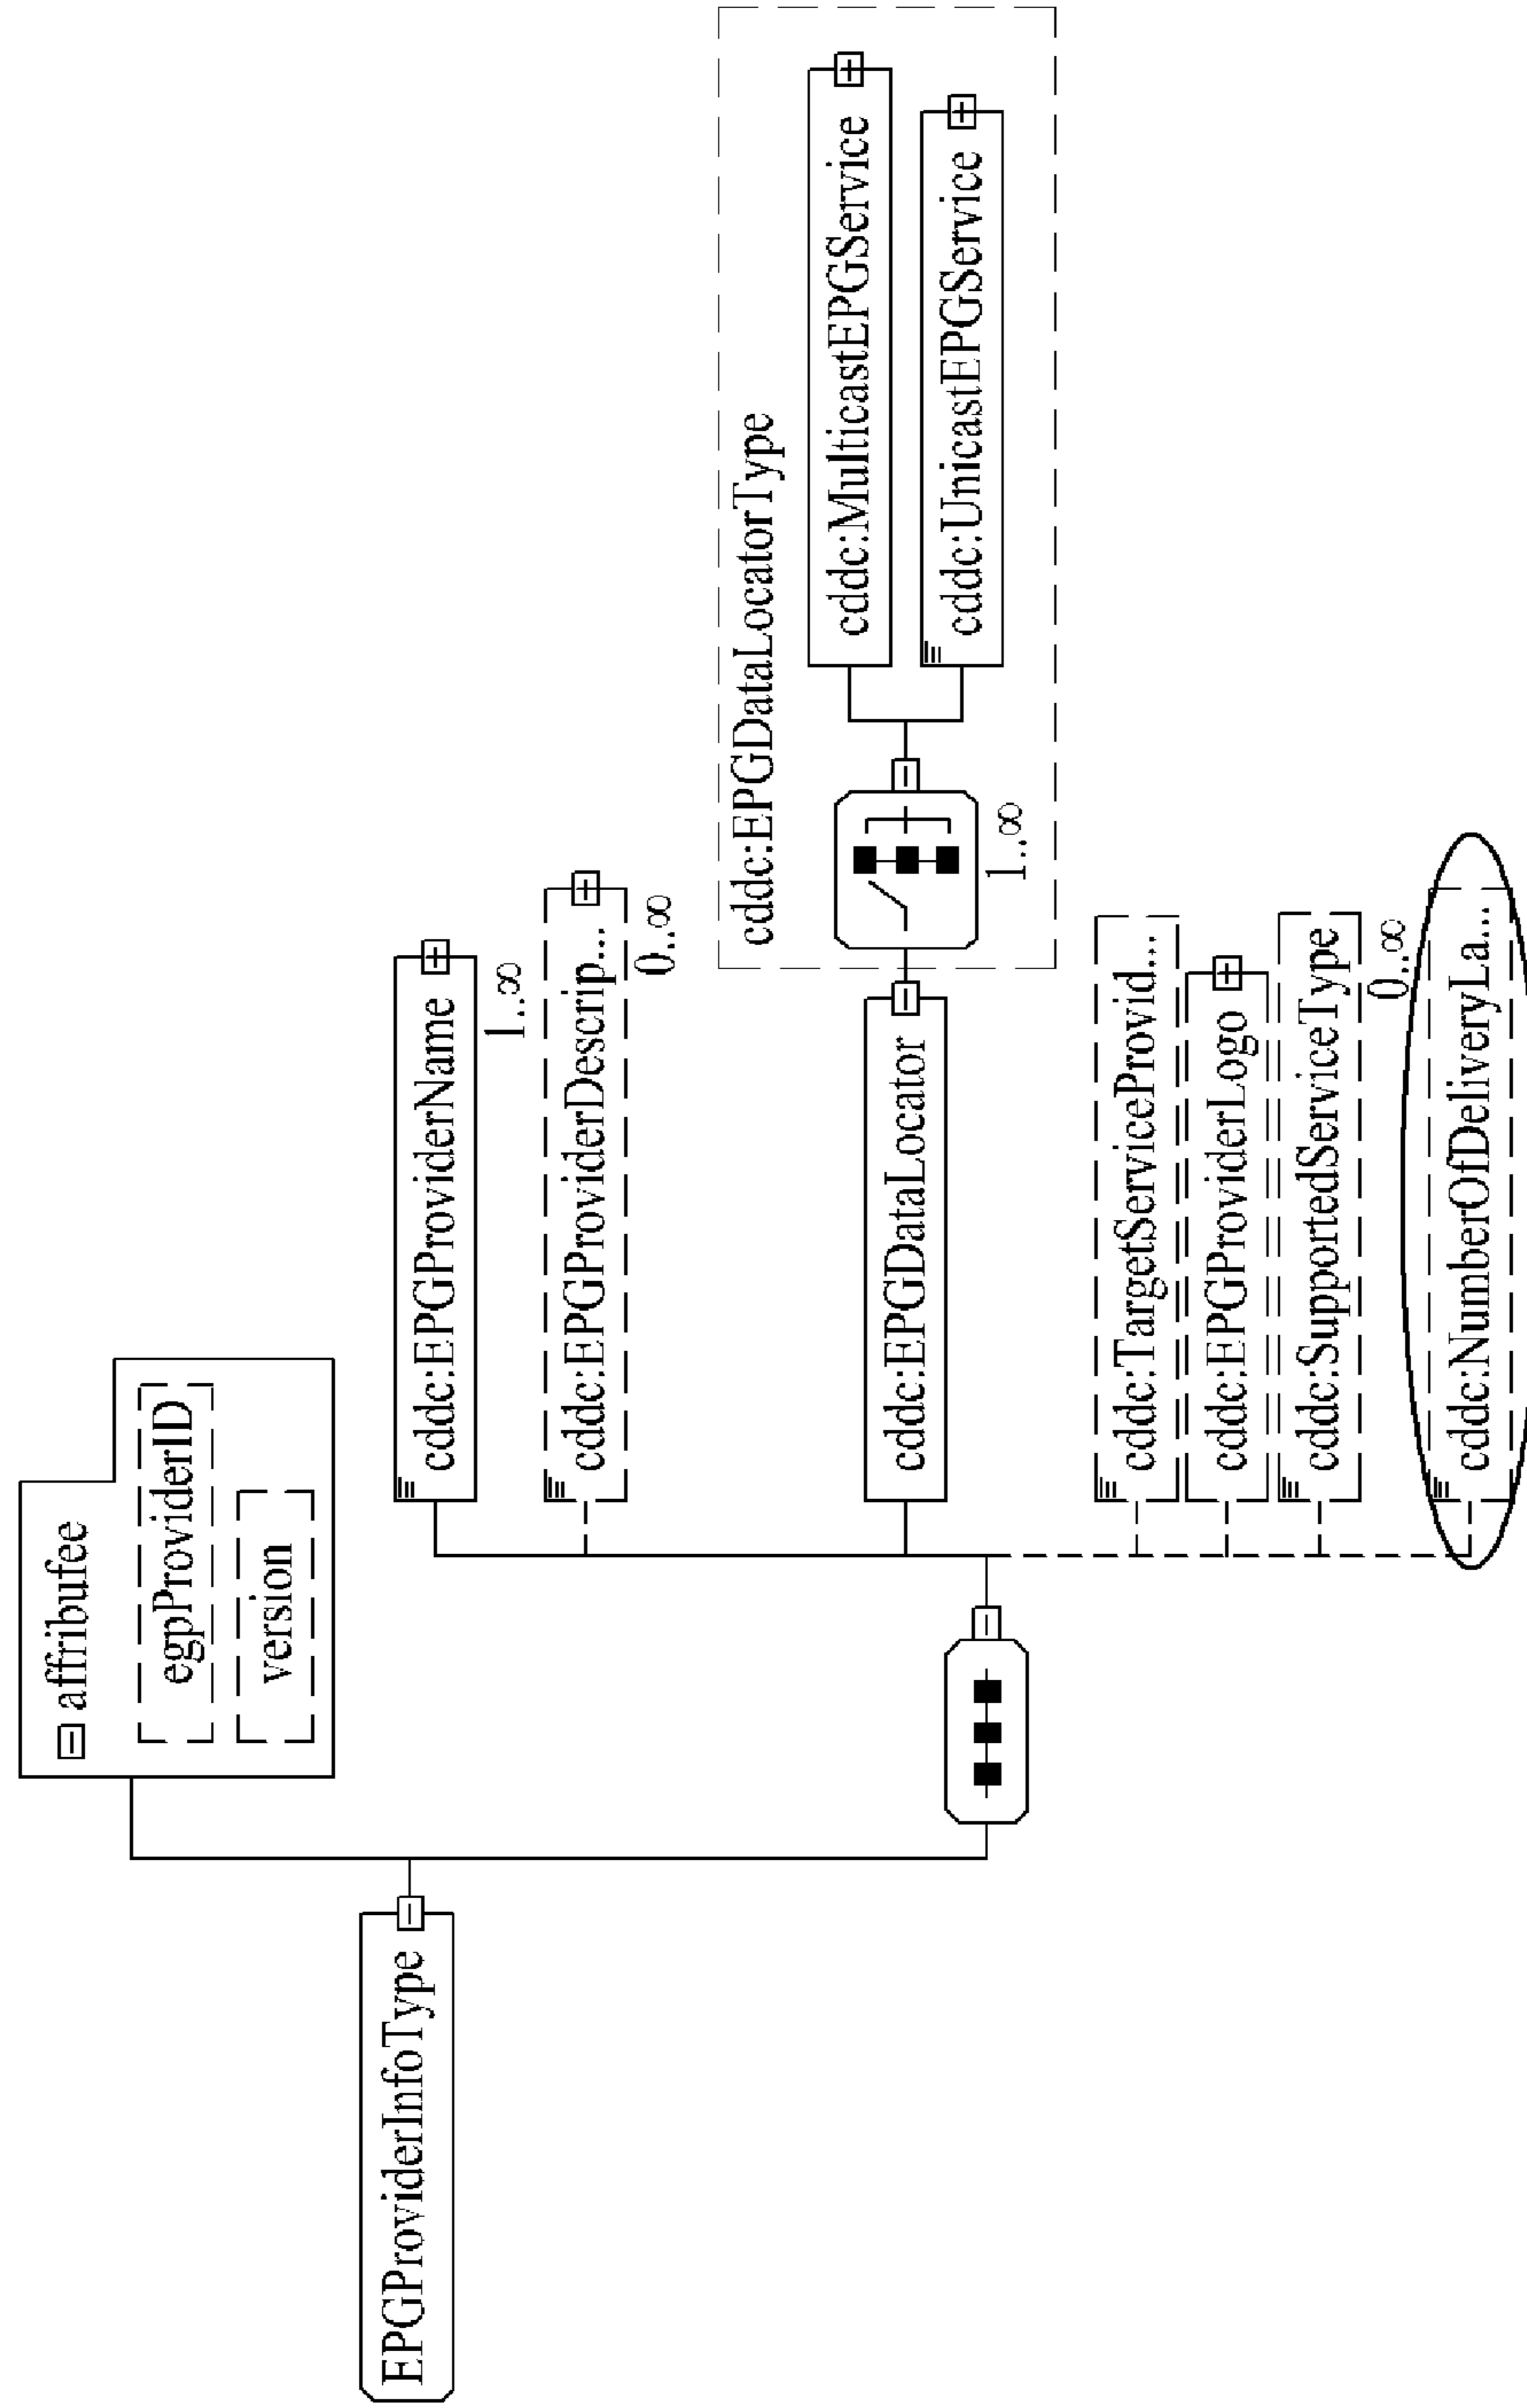 EPGProviderInfoType
affribufee
egpProviderID
version
cddc:EPGProviderName
1..∞
cddc:EPGProviderDescrip...
0..∞
cddc:EPGDataLocatorType
cddc:EPGDataLocator
1..∞
cddc:MulticastEPGService
cddc:UnicastEPGService
cddc:TargetServiceProvid...
cddc:EPGProviderLogo
cddc:SupportedServiceType
0..∞
cddc:NumberOfDeliveryLa...